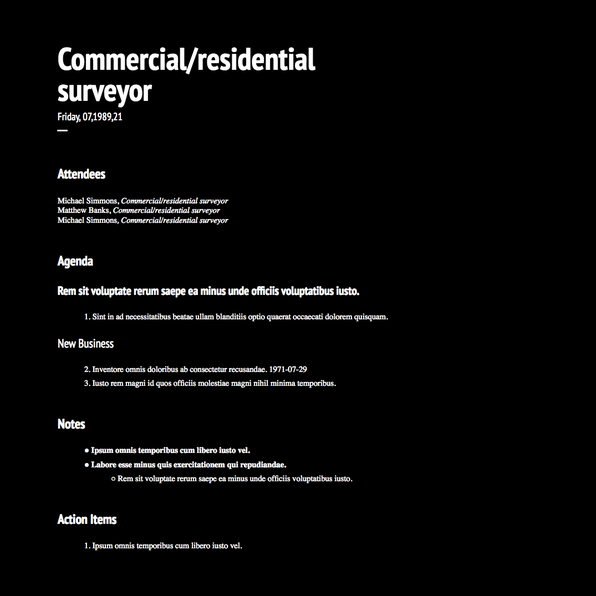 Commercial/residential
surveyor
Friday, 07,1989,21
—
Attendees
Michael Simmons, Commercial/residential surveyor
Matthew Banks, Commercial/residential surveyor
Michael Simmons, Commercial/residential surveyor
Agenda
Rem sit voluptate rerum saepe ea minus unde officiis voluptatibus iusto.
1. Sint in ad necessitatibus beatae ullam blanditiis optio quaerat occaecati dolorem quisquam.
New Business
2. Inventore omnis doloribus ab consectetur recusandae. 1971-07-29
3. Iusto rem magni id quos officiis molestiae magni nihil minima temporibus.
Notes
● Ipsum omnis temporibus cum libero iusto vel.
● Labore esse minus quis exercitationem qui repudiandae.
○ Rem sit voluptate rerum saepe ea minus unde officiis voluptatibus iusto.
Action Items
1. Ipsum omnis temporibus cum libero iusto vel.